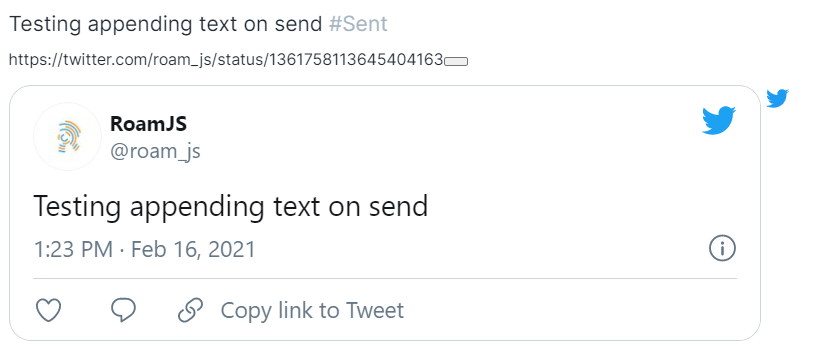 Testing appending text on send #Sent
https://twitter.com/roam_js/status/1361758113645404163
RoamJS
@roam_js
Testing appending text on send
1:23 PM · Feb 16, 2021
Copy link to Tweet